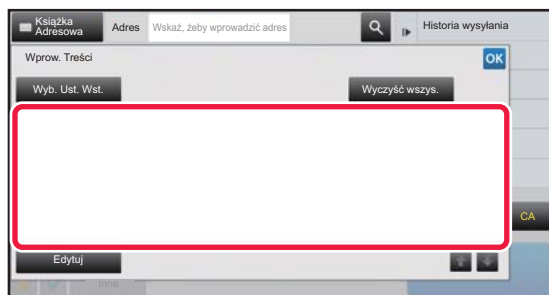 Książka Adresowa
Adres
Wskaż, żeby wprowadzić adres
Historia wysyłania
Wprow. Treści
OK
Wyb. Ust. Wst.
Wyczyść wszys.
CA
Edytuj
Inne